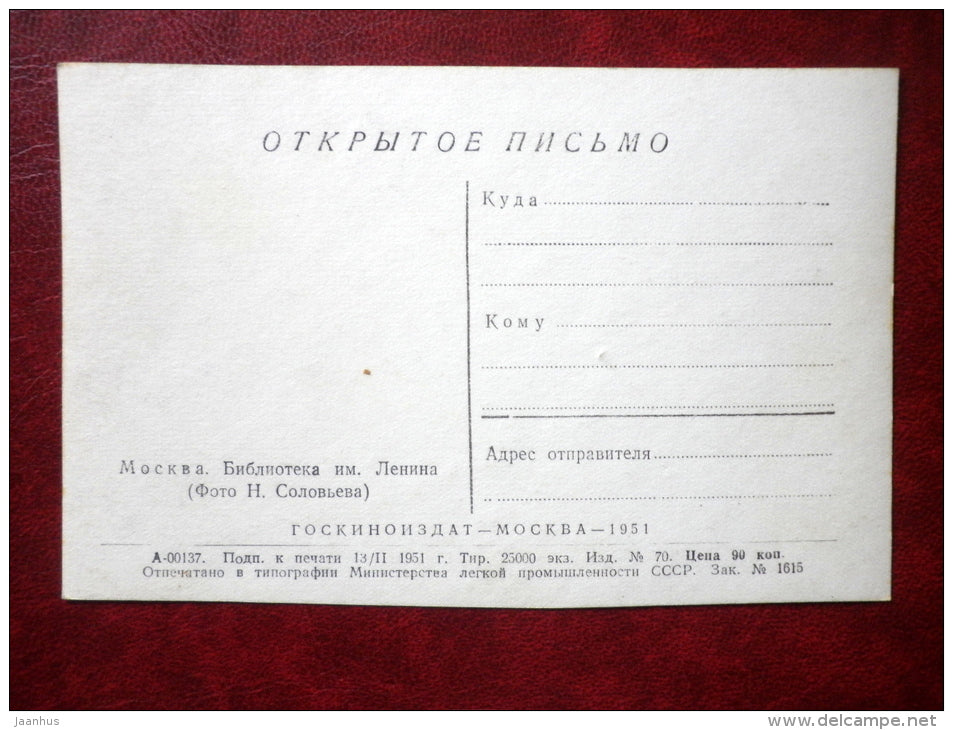 ОТКРЫТОЕ ПИСЬМО
Куда
Кому
Адрес отправителя
Москва. Библиотека им. Ленина
(Фото Н. Соловьева)
ГОСКИНОИЗДАТ—МОСКВА—1951
А-00137. Подп. к печати 13/II 1951 г. Тир. 25000 экз. Изд. № 70. Цена 90 коп.
Отпечатано в типографии Министерства легкой промышленности СССР. Зак. № 1615
Jaanhus
www.delcampe.net